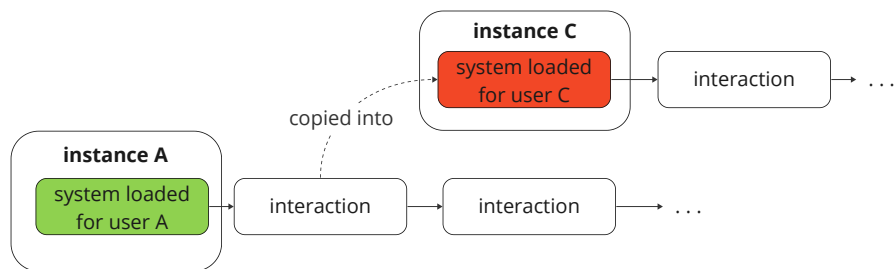 instance C
system loaded
for user C
interaction
. . .
copied into
instance A
system loaded
for user A
interaction
interaction
. . .